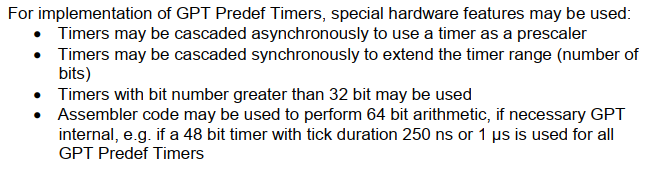 For implementation of GPT Predef Timers, special hardware features may be used:
• Timers may be cascaded asynchronously to use a timer as a prescaler
• Timers may be cascaded synchronously to extend the timer range (number of
bits)
• Timers with bit number greater than 32 bit may be used
• Assembler code may be used to perform 64 bit arithmetic, if necessary GPT
internal, e.g. if a 48 bit timer with tick duration 250 ns or 1 µs is used for all
GPT Predef Timers